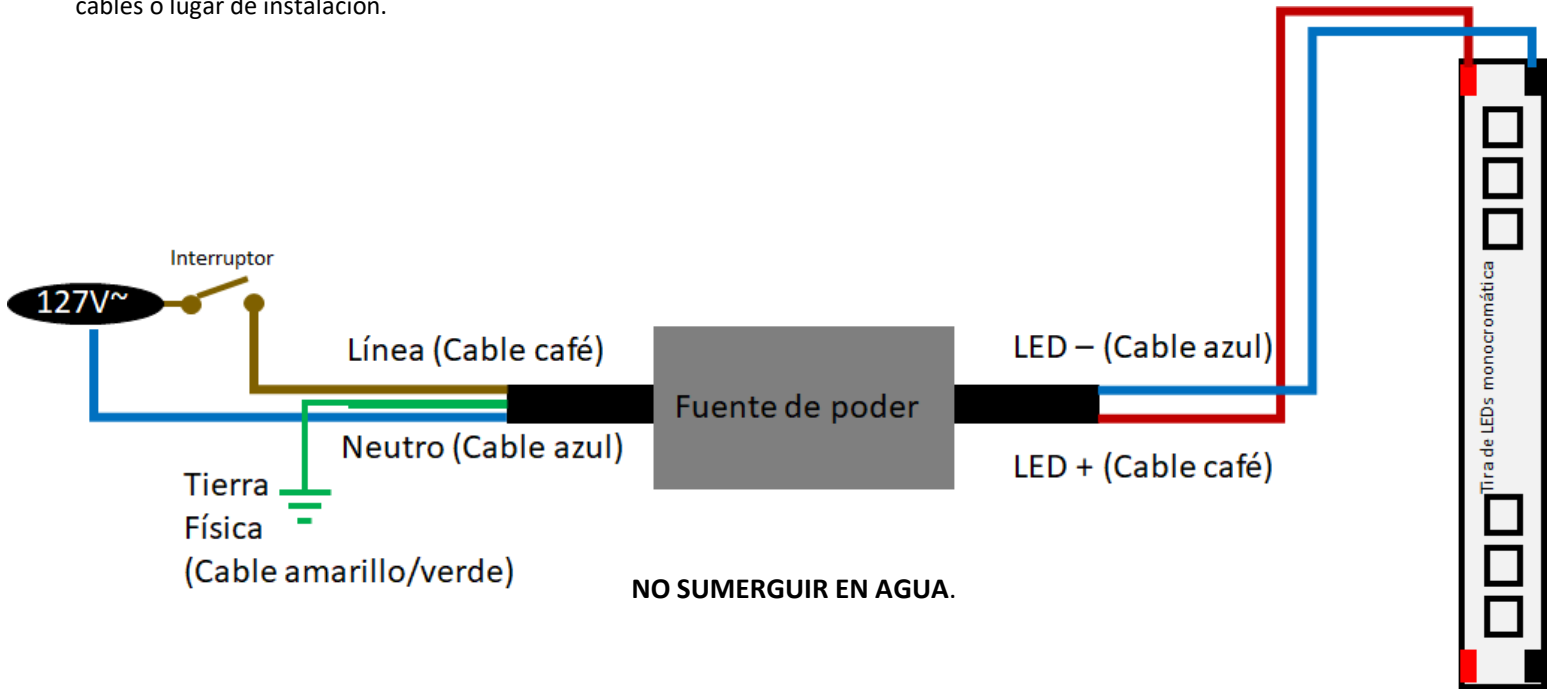 cables o lugar de instalación.
Interruptor
127V~
Línea (Cable café)
Neutro (Cable azul)
Tierra
Física
(Cable amarillo/verde)
Fuente de poder
LED – (Cable azul)
LED + (Cable café)
Tira de LEDs monocromática
NO SUMERGUIR EN AGUA.